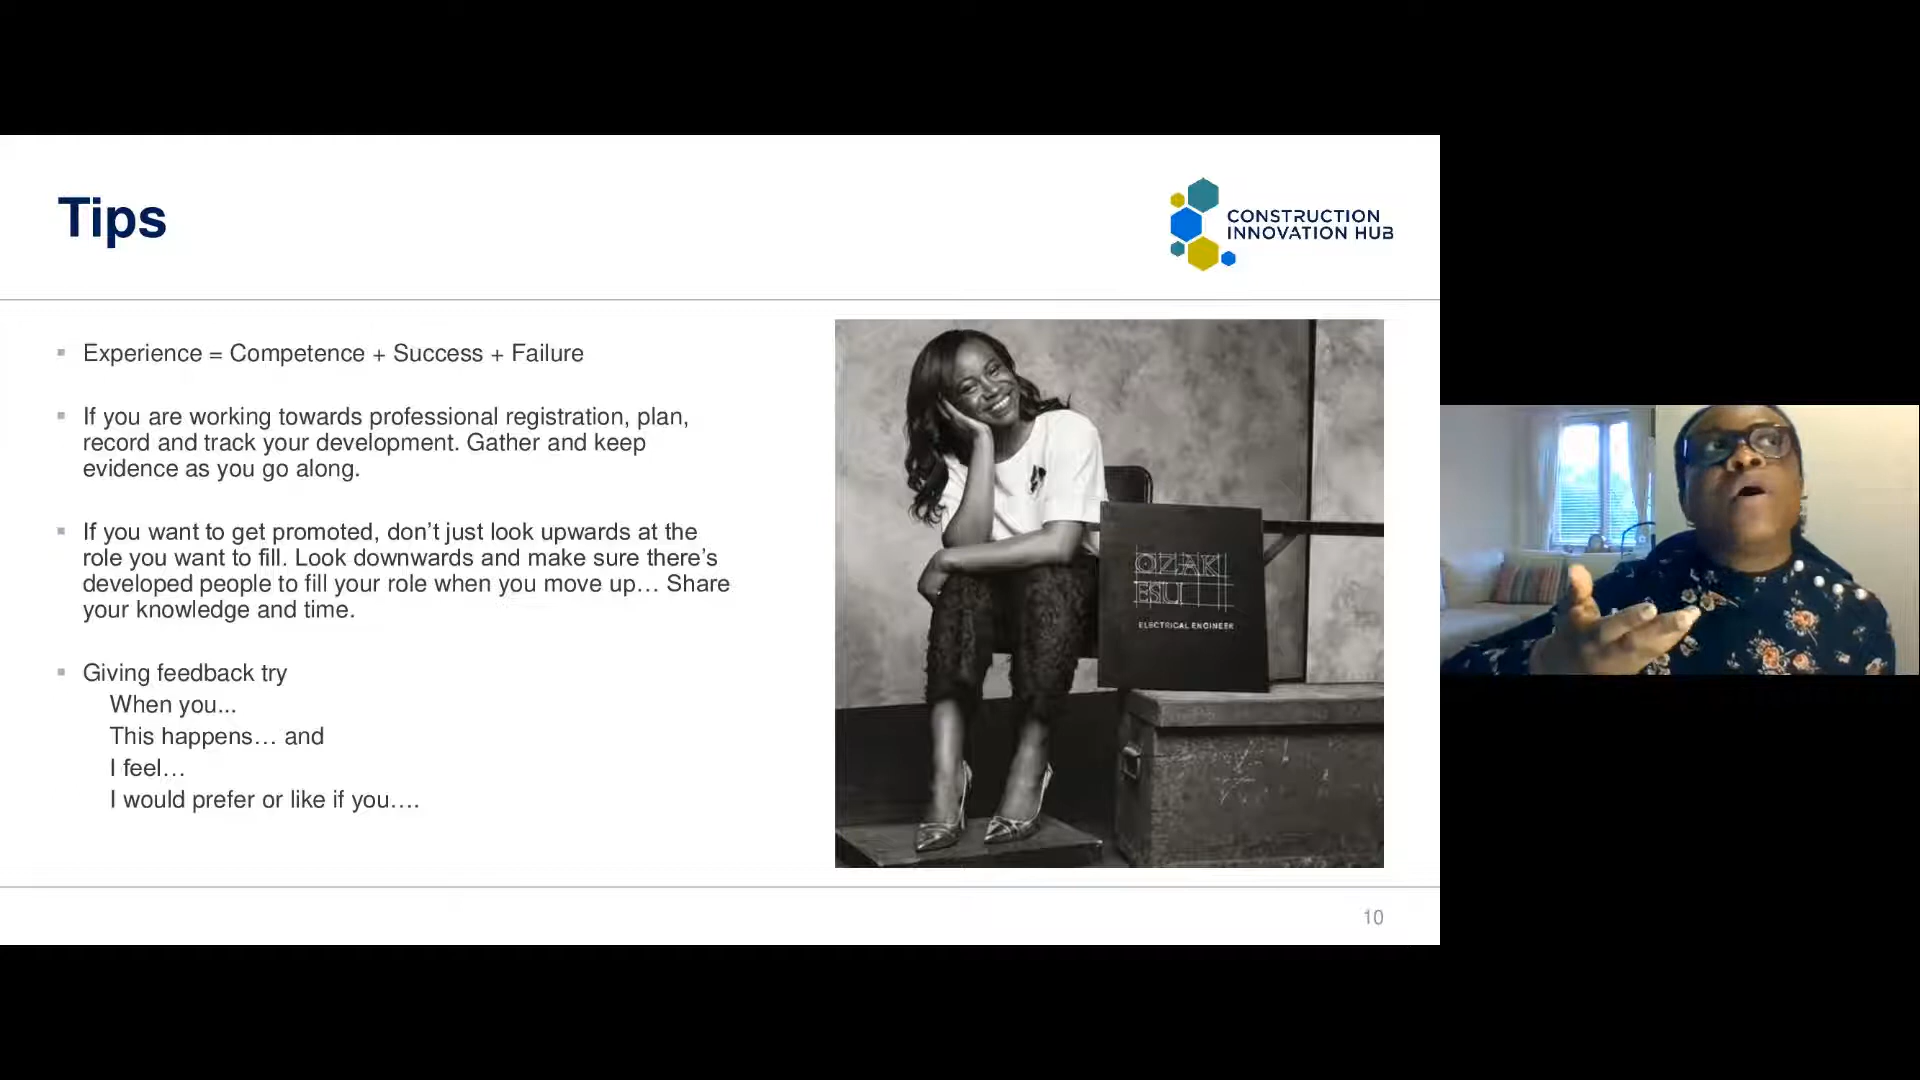 Tips
CONSTRUCTION
INNOVATION HUB
Experience = Competence + Success + Failure
If you are working towards professional registration, plan,
record and track your development. Gather and keep
evidence as you go along.
If you want to get promoted, don’t just look upwards at the
role you want to fill. Look downwards and make sure there’s
developed people to fill your role when you move up… Share
your knowledge and time.
Giving feedback try
When you...
This happens… and
I feel…
I would prefer or like if you….
OZAK
ESU
ELECTRICAL ENGINEER
10